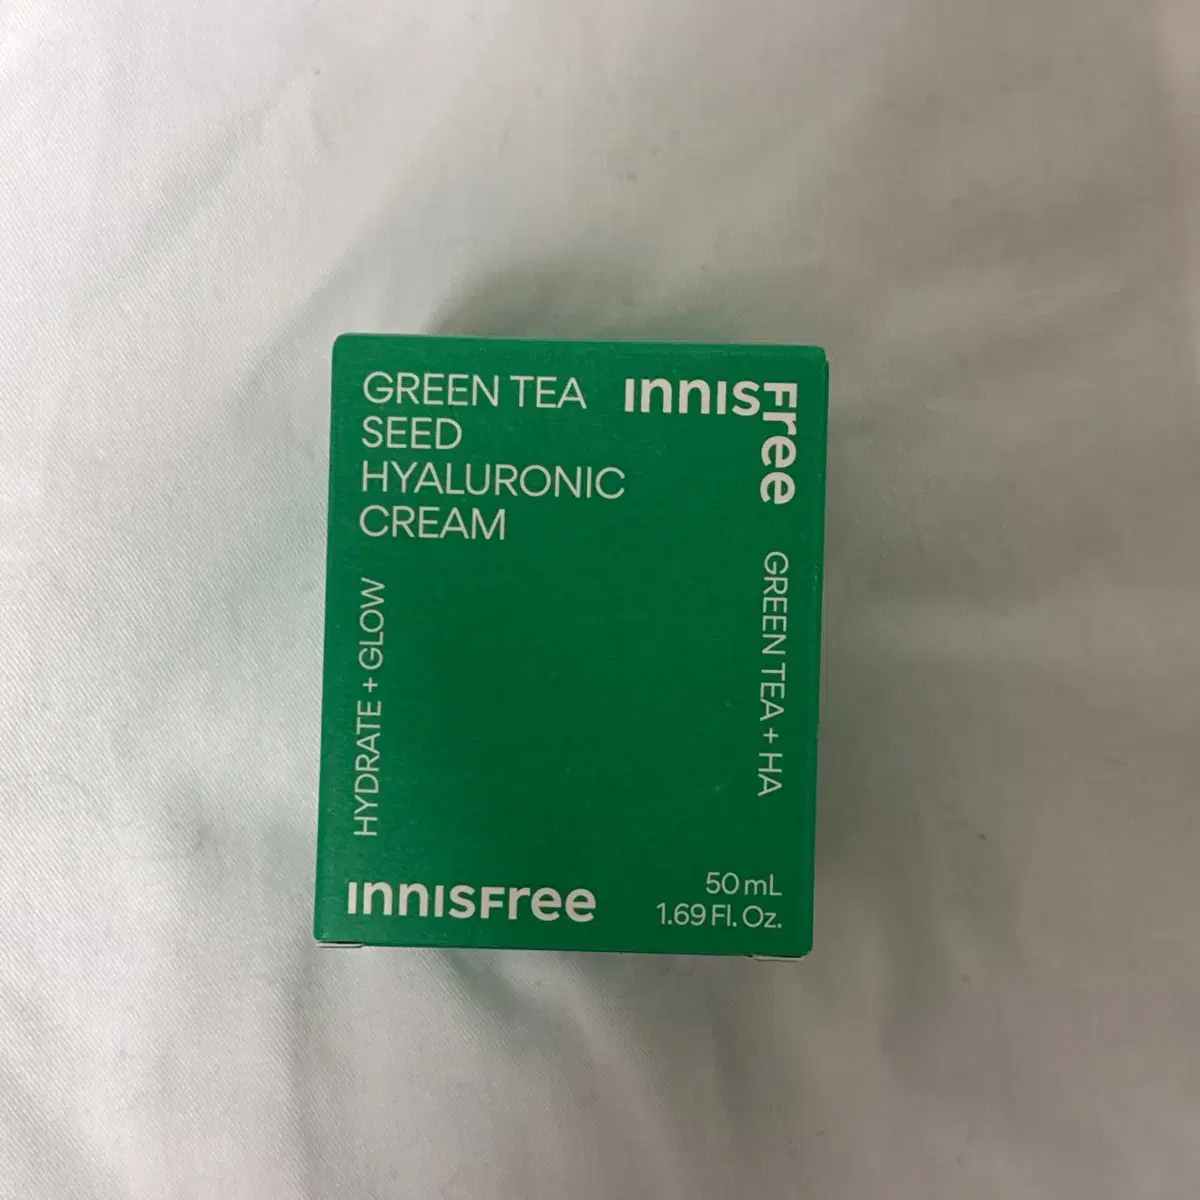 GREEN TEA
SEED
HYALURONIC
CREAM
INNISFree
HYDRATE + GLOW
GREEN TEA + HA
INNISFree
50 mL
1.69 Fl. Oz.